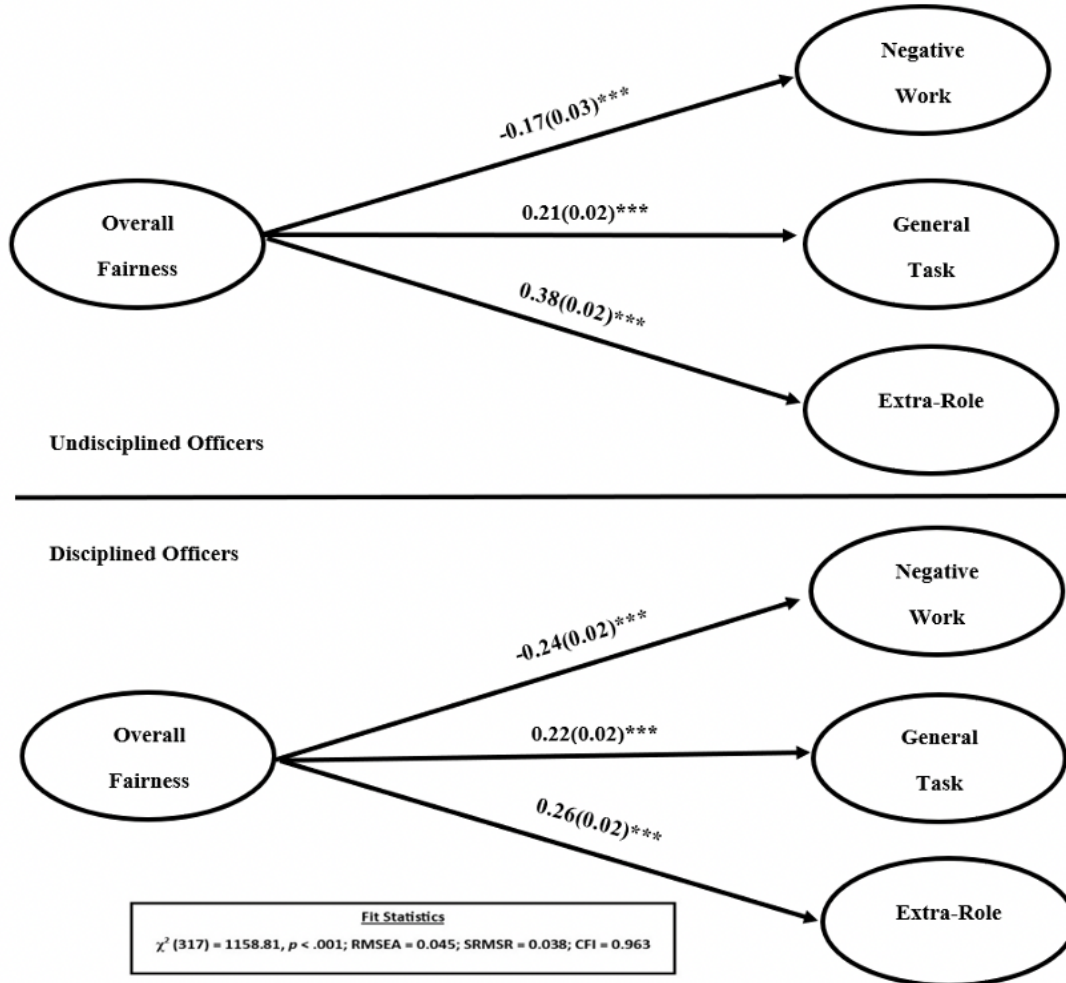 Negative
Work
-0.17(0.03)***
Overall
Fairness
0.21(0.02)***
General
Task
0.38(0.02)***
Extra-Role
Undisciplined Officers
Disciplined Officers
Negative
Work
-0.24(0.02)***
Overall
Fairness
0.22(0.02)***
General
Task
0.26(0.02)***
Extra-Role
Fit Statistics
χ² (317) = 1158.81, p < .001; RMSEA = 0.045; SRMSR = 0.038; CFI = 0.963